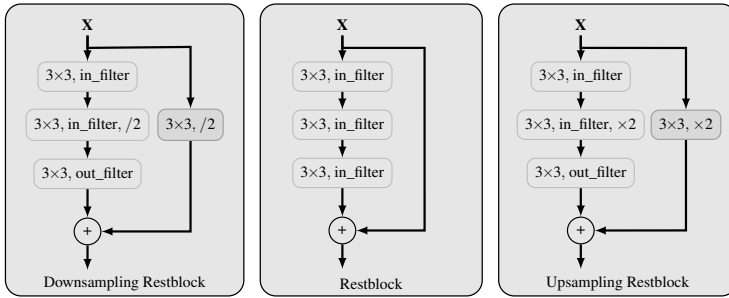 X
3×3, in_filter
3×3, in_filter, /2
3×3, /2
3×3, out_filter
+
Downsampling Restblock
X
3×3, in_filter
3×3, in_filter
3×3, in_filter
+
Restblock
X
3×3, in_filter
3×3, in_filter, ×2
3×3, ×2
3×3, out_filter
+
Upsampling Restblock